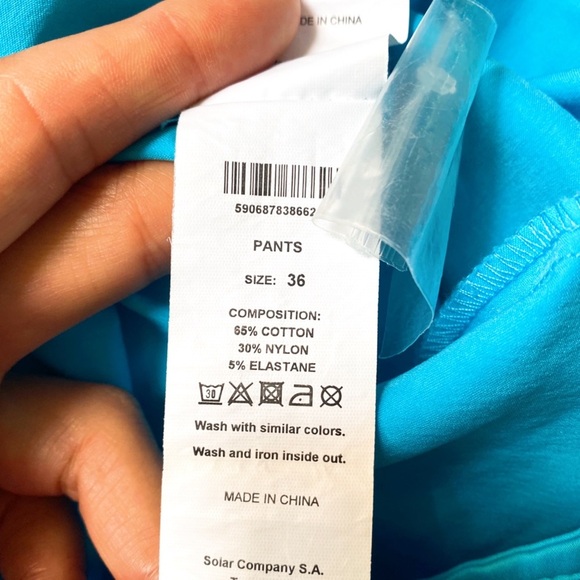 DE IN CHINA
590687838662
PANTS
SIZE: 36
COMPOSITION:
65% COTTON
30% NYLON
5% ELASTANE
30
Wash with similar colors.
Wash and iron inside out.
MADE IN CHINA
Solar Company S.A.